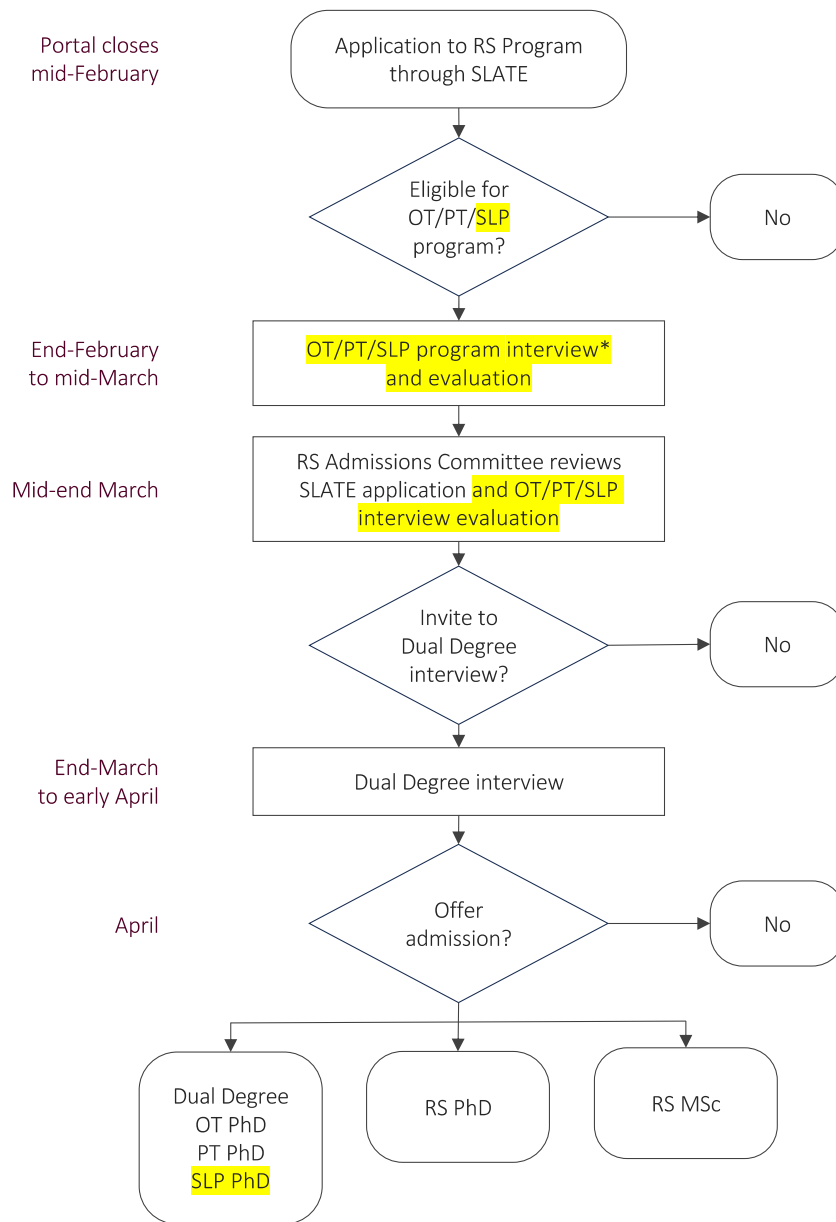 Portal closes
mid-February
Application to RS Program
through SLATE
Eligible for
OT/PT/SLP
program?
No
End-February
to mid-March
OT/PT/SLP program interview*
and evaluation
Mid-end March
RS Admissions Committee reviews
SLATE application and OT/PT/SLP
interview evaluation
Invite to
Dual Degree
interview?
No
End-March
to early April
Dual Degree interview
April
Offer
admission?
No
Dual Degree
OT PhD
PT PhD
SLP PhD
RS PhD
RS MSc